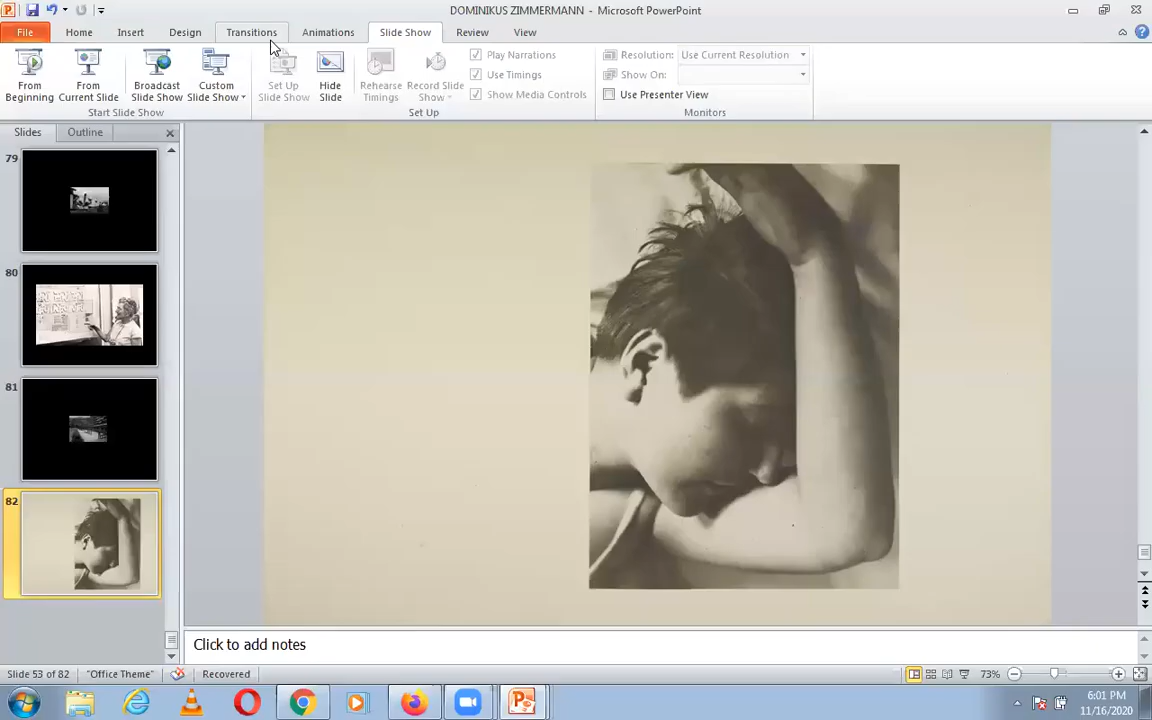 DOMINIKUS ZIMMERMANN - Microsoft PowerPoint
File Home Insert Design Transitions Animations Slide Show Review View
From Beginning
From Current Slide
Broadcast Slide Show
Custom Slide Show
Start Slide Show
Set Up Slide Show
Hide Slide
Rehearse Timings
Record Slide Show
Play Narrations
Use Timings
Show Media Controls
Set Up
Resolution: Use Current Resolution
Show On:
Use Presenter View
Monitors
Slides Outline
79
80
81
82
Click to add notes
Slide 53 of 82 "Office Theme" Recovered 73%
6:01 PM
11/16/2020